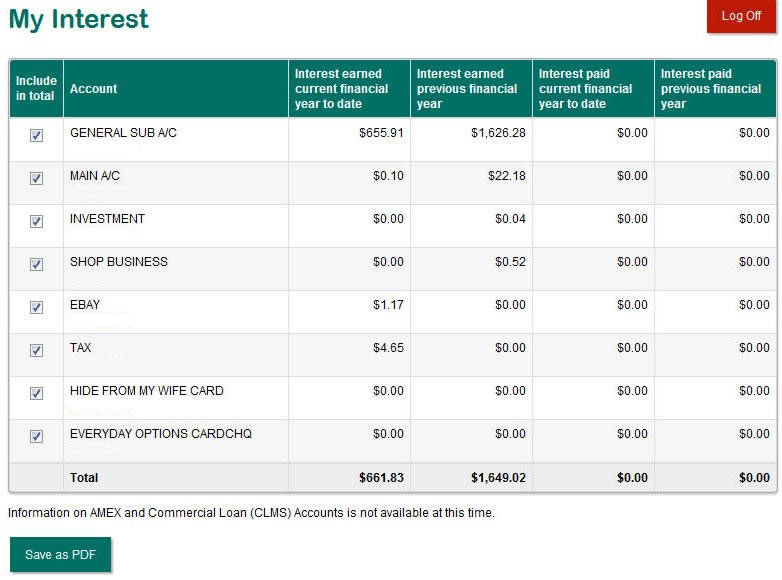 My Interest
Log Off
Include in total Account Interest earned current financial year to date Interest earned previous financial year Interest paid current financial year to date Interest paid previous financial year
GENERAL SUB A/C $655.91 $1,626.28 $0.00 $0.00
MAIN A/C $0.10 $22.18 $0.00 $0.00
INVESTMENT $0.00 $0.04 $0.00 $0.00
SHOP BUSINESS $0.00 $0.52 $0.00 $0.00
EBAY $1.17 $0.00 $0.00 $0.00
TAX $4.65 $0.00 $0.00 $0.00
HIDE FROM MY WIFE CARD $0.00 $0.00 $0.00 $0.00
EVERYDAY OPTIONS CARDCHQ $0.00 $0.00 $0.00 $0.00
Total $661.83 $1,649.02 $0.00 $0.00
Information on AMEX and Commercial Loan (CLMS) Accounts is not available at this time.
Save as PDF